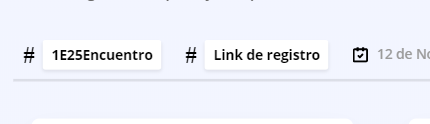 # 1E25Encuentro # Link de registro 12 de No